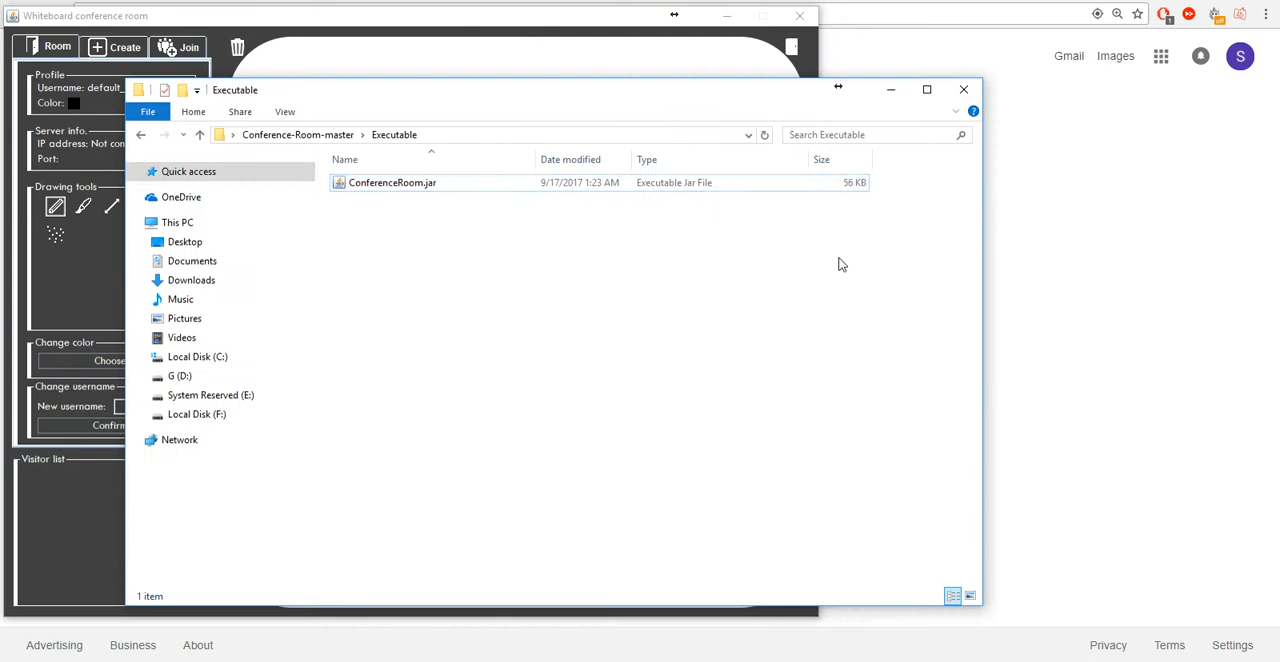 Whiteboard conference room
Room Create Join
Profile
Username: default_
Color:
Server info.
IP address: Not con
Port:
Drawing tools
Change color
Choose
Change username
New username:
Confirm
Visitor list
Executable
File Home Share View
Conference-Room-master Executable
Search Executable
Name Date modified Type Size
ConferenceRoom.jar 9/17/2017 1:23 AM Executable Jar File 56 KB
Quick access
OneDrive
This PC
Desktop
Documents
Downloads
Music
Pictures
Videos
Local Disk (C:)
G (D:)
System Reserved (E:)
Local Disk (F:)
Network
1 item
1
off
Gmail Images S
Advertising Business About Privacy Terms Settings